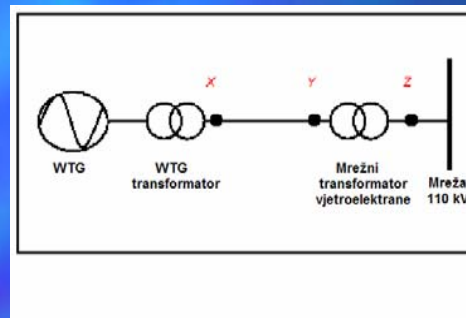 X
Y
Z
WTG
WTG
transformator
Mrežni
transformator
vjetroelektrane
Mreža
110 kV